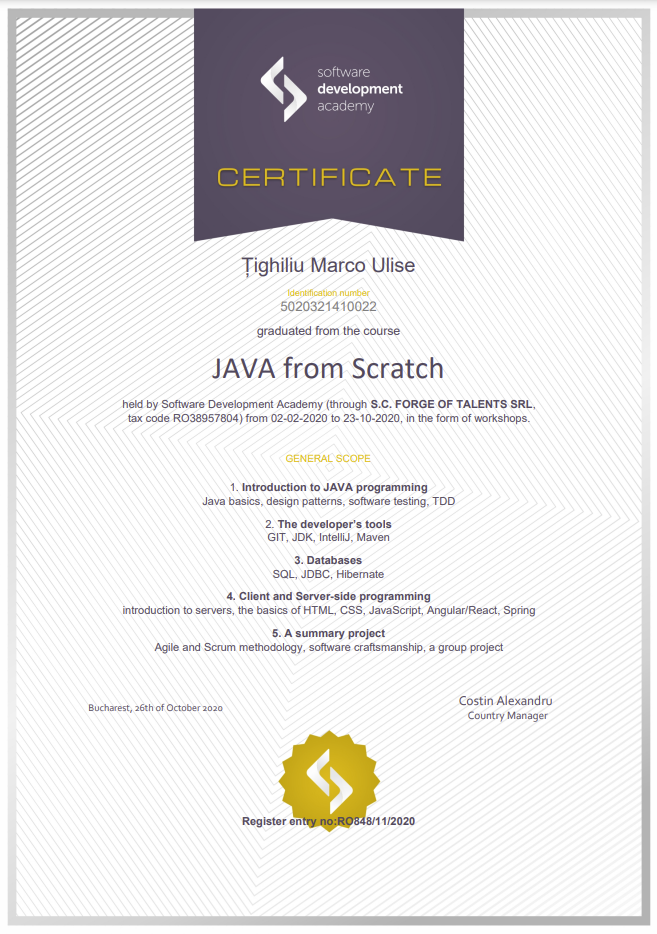 software
development
academy
CERTIFICATE
Țighiliu Marco Ulise
Identification number
5020321410022
graduated from the course
JAVA from Scratch
held by Software Development Academy (through S.C. FORGE OF TALENTS SRL,
tax code RO38957804) from 02-02-2020 to 23-10-2020, in the form of workshops.
GENERAL SCOPE
1. Introduction to JAVA programming
Java basics, design patterns, software testing, TDD
2. The developer's tools
GIT, JDK, IntelliJ, Maven
3. Databases
SQL, JDBC, Hibernate
4. Client and Server-side programming
introduction to servers, the basics of HTML, CSS, JavaScript, Angular/React, Spring
5. A summary project
Agile and Scrum methodology, software craftsmanship, a group project
Bucharest, 26th of October 2020
Costin Alexandru
Country Manager
Register entry no:RO848/11/2020